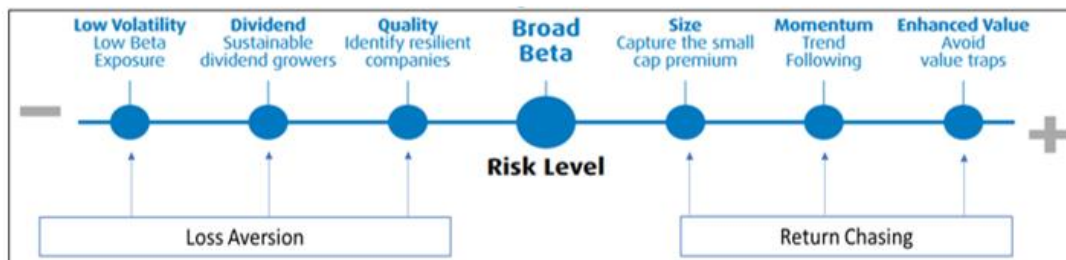 Low Volatility
Low Beta
Exposure
Dividend
Sustainable
dividend growers
Quality
Identify resilient
companies
Broad
Beta
Size
Capture the small
cap premium
Momentum
Trend
Following
Enhanced Value
Avoid
value traps
−
+
Risk Level
Loss Aversion
Return Chasing